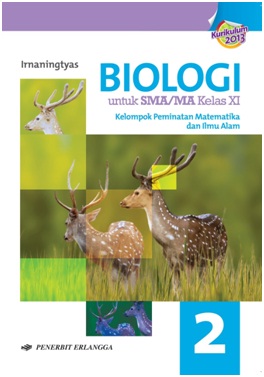 Kurikulum
2013
Irnaningtyas
BIOLOGI
untuk SMA/MA Kelas XI
Kelompok Peminatan Matematika
dan Ilmu Alam
2
PENERBIT ERLANGGA